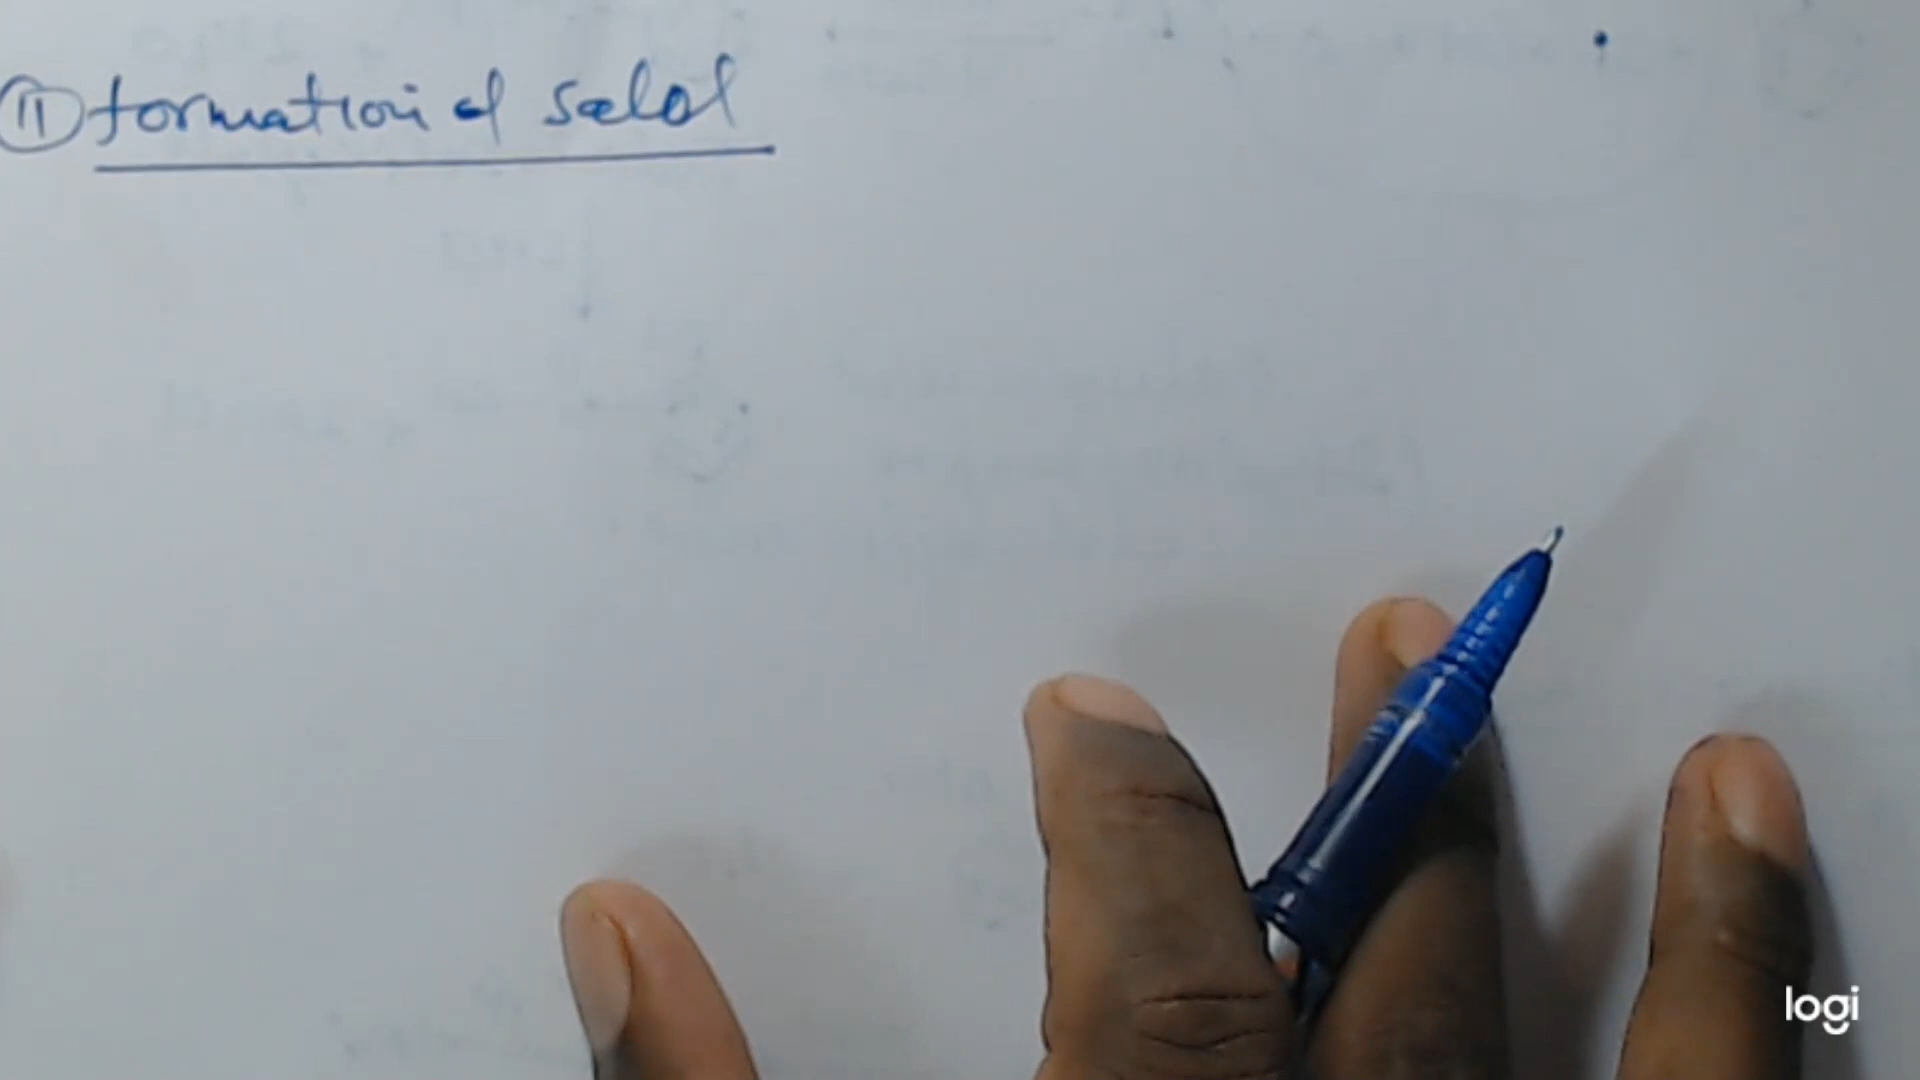 (11) formation of salol
logi